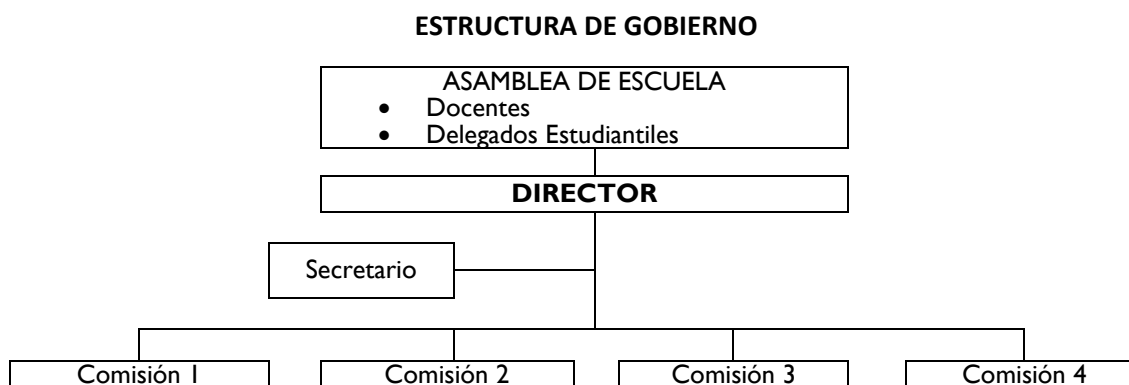 ESTRUCTURA DE GOBIERNO
ASAMBLEA DE ESCUELA
• Docentes
• Delegados Estudiantiles
DIRECTOR
Secretario
Comisión 1
Comisión 2
Comisión 3
Comisión 4